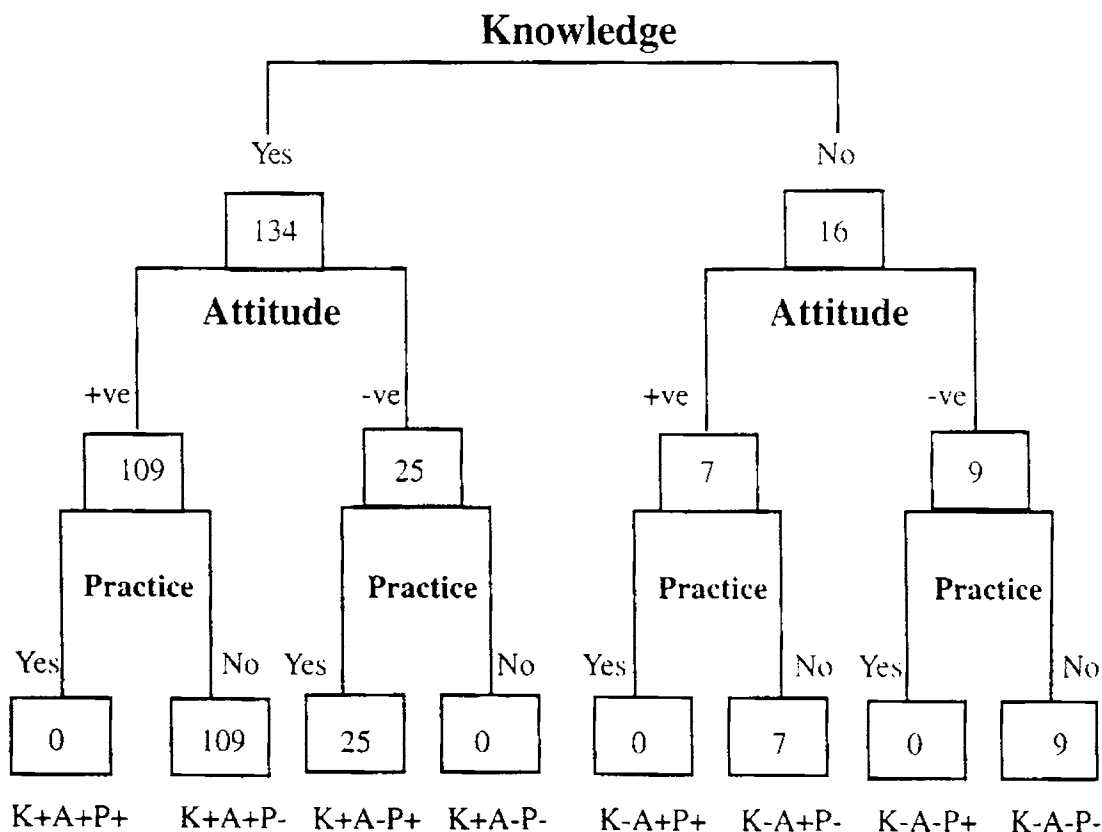 Knowledge
Yes No
134 16
Attitude Attitude
+ve -ve +ve -ve
109 25 7 9
Practice Practice Practice Practice
Yes No Yes No Yes No Yes No
0 109 25 0 0 7 0 9
K+A+P+ K+A+P- K+A-P+ K+A-P- K-A+P+ K-A+P- K-A-P+ K-A-P-